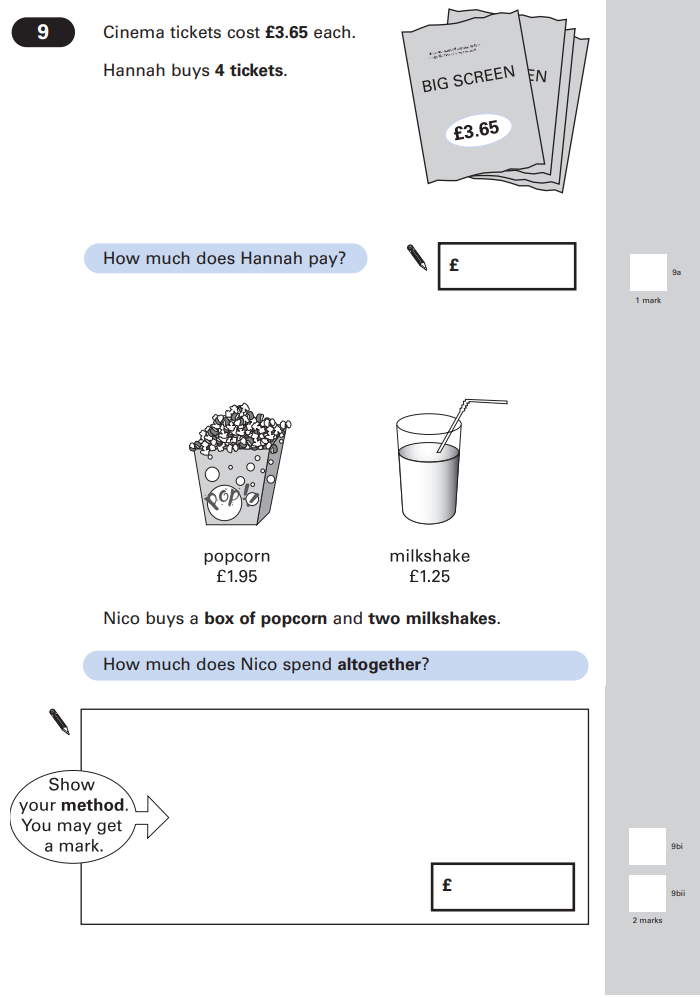 9
Cinema tickets cost £3.65 each.
Hannah buys 4 tickets.
BIG SCREEN
EN
£3.65
How much does Hannah pay?
£
9a
1 mark
Pop!
popcorn
£1.95
milkshake
£1.25
Nico buys a box of popcorn and two milkshakes.
How much does Nico spend altogether?
Show
your method.
You may get
a mark.
£
9bi
9bii
2 marks